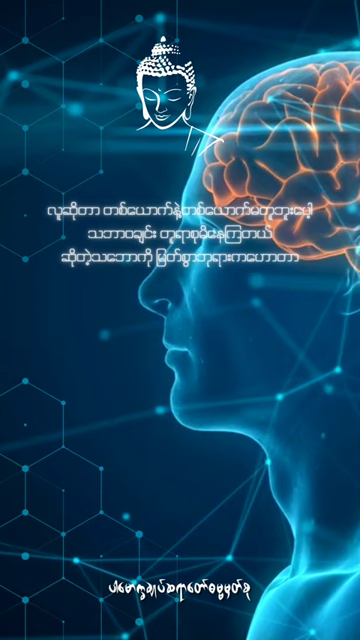 လူဆိုတာ တစ်ယောက်နဲ့တစ်ယောက်မတူဘူးပေါ့
သဘာဝချင်း တူရာစုမိနေကြတယ်
ဆိုတဲ့သဘောကို မြတ်စွာဘုရားကဟောတာ